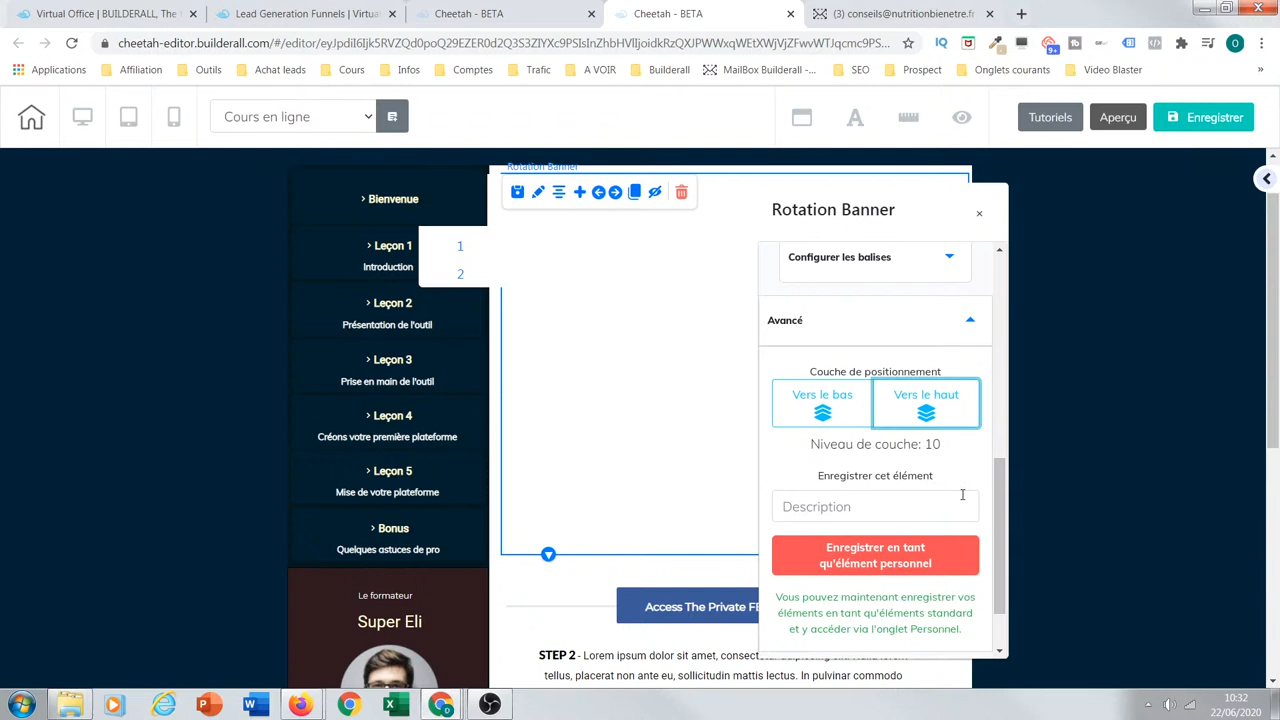 Virtual Office | BUILDERALL, The
Lead Generation Funnels | Virtual
Cheetah - BETA
Cheetah - BETA
(3) conseils@nutritionbienetre.fr
cheetah-editor.builderall.com/#/edit
Applications
Affiliation
Outils
Achat leads
Cours
Infos
Comptes
Trafic
A VOIR
Builderall
MailBox Builderall -...
SEO
Prospect
Onglets courants
Video Blaster
»
Cours en ligne
Tutoriels
Aperçu
Enregistrer
Rotation Banner
> Bienvenue
> Leçon 1
Introduction
1
2
> Leçon 2
Présentation de l'outil
> Leçon 3
Prise en main de l'outil
> Leçon 4
Créons votre première plateforme
> Leçon 5
Mise de votre plateforme
> Bonus
Quelques astuces de pro
Le formateur
Super Eli
Rotation Banner
×
Configurer les balises
Avancé
Couche de positionnement
Vers le bas
Vers le haut
Niveau de couche: 10
Enregistrer cet élément
Description
Enregistrer en tant
qu'élément personnel
Vous pouvez maintenant enregistrer vos
éléments en tant qu'éléments standard
et y accéder via l'onglet Personnel.
Access The Private FB
STEP 2 - Lorem ipsum dolor sit amet, consectetur adipiscing elit. Nulla lorem
tellus, placerat non ante eu, sollicitudin mattis lectus. In pulvinar commodo
10:32
22/06/2020